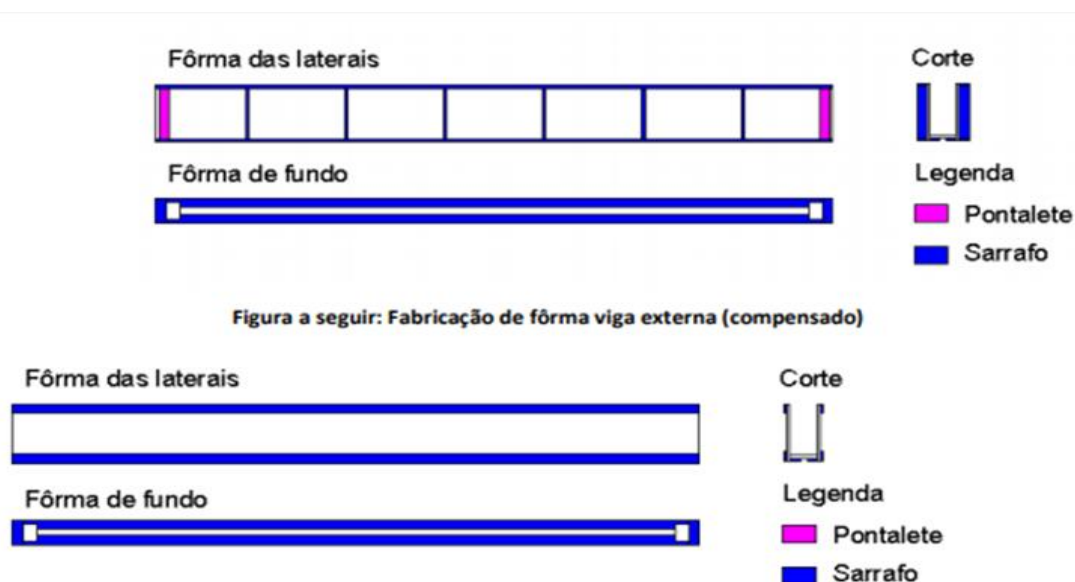 Fôrma das laterais
Corte
Fôrma de fundo
Legenda
Pontalete
Sarrafo
Figura a seguir: Fabricação de fôrma viga externa (compensado)
Fôrma das laterais
Corte
Fôrma de fundo
Legenda
Pontalete
Sarrafo